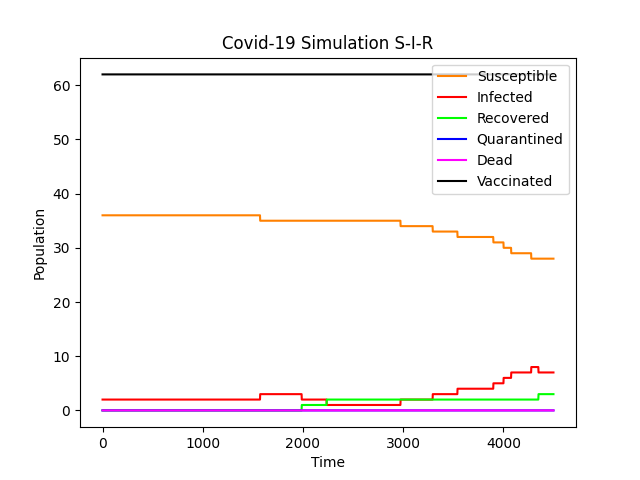 Covid-19 Simulation S-I-R
60
50
40
30
20
10
0
Population
Susceptible
Infected
Recovered
Quarantined
Dead
Vaccinated
0 1000 2000 3000 4000
Time